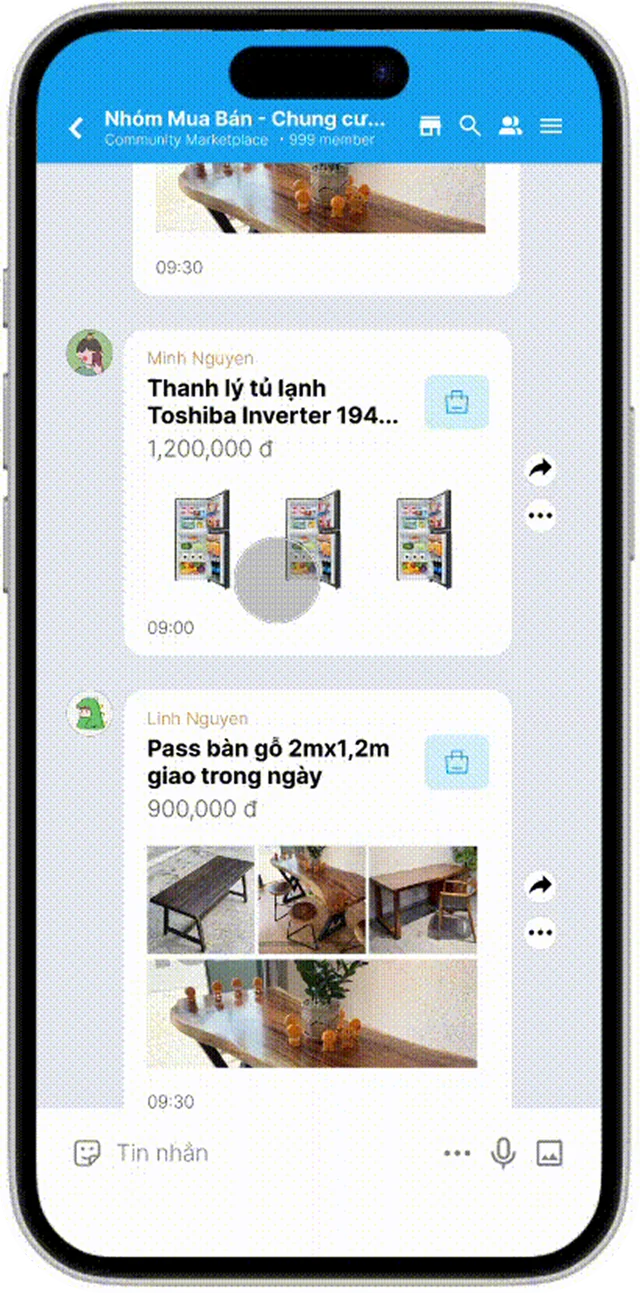 Nhóm Mua Bán - Chung cư...
Community Marketplace • 999 member
09:30
Minh Nguyen
Thanh lý tủ lạnh
Toshiba Inverter 194...
1,200,000 đ
09:00
Linh Nguyen
Pass bàn gỗ 2mx1,2m
giao trong ngày
900,000 đ
09:30
Tin nhắn